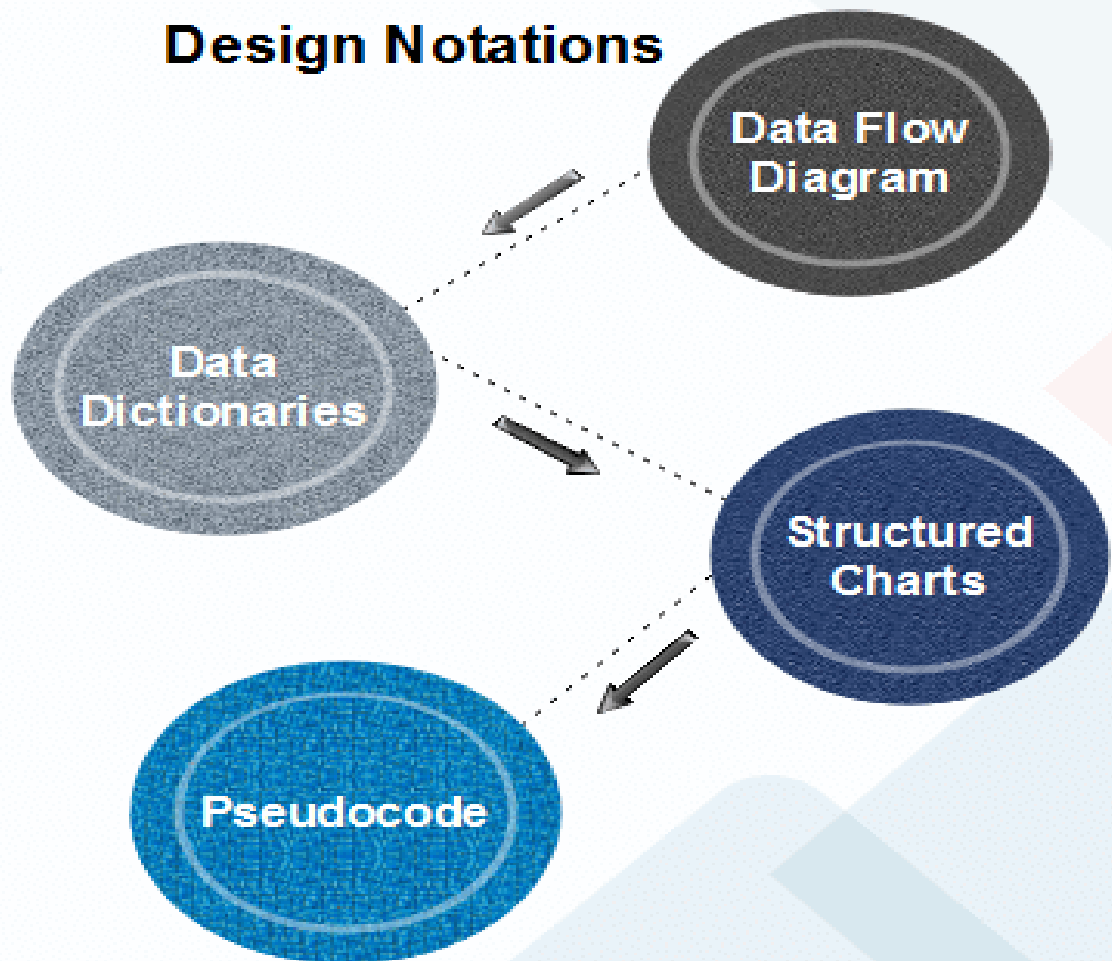 Design Notations
Data Flow
Diagram
Data
Dictionaries
Structured
Charts
Pseudocode